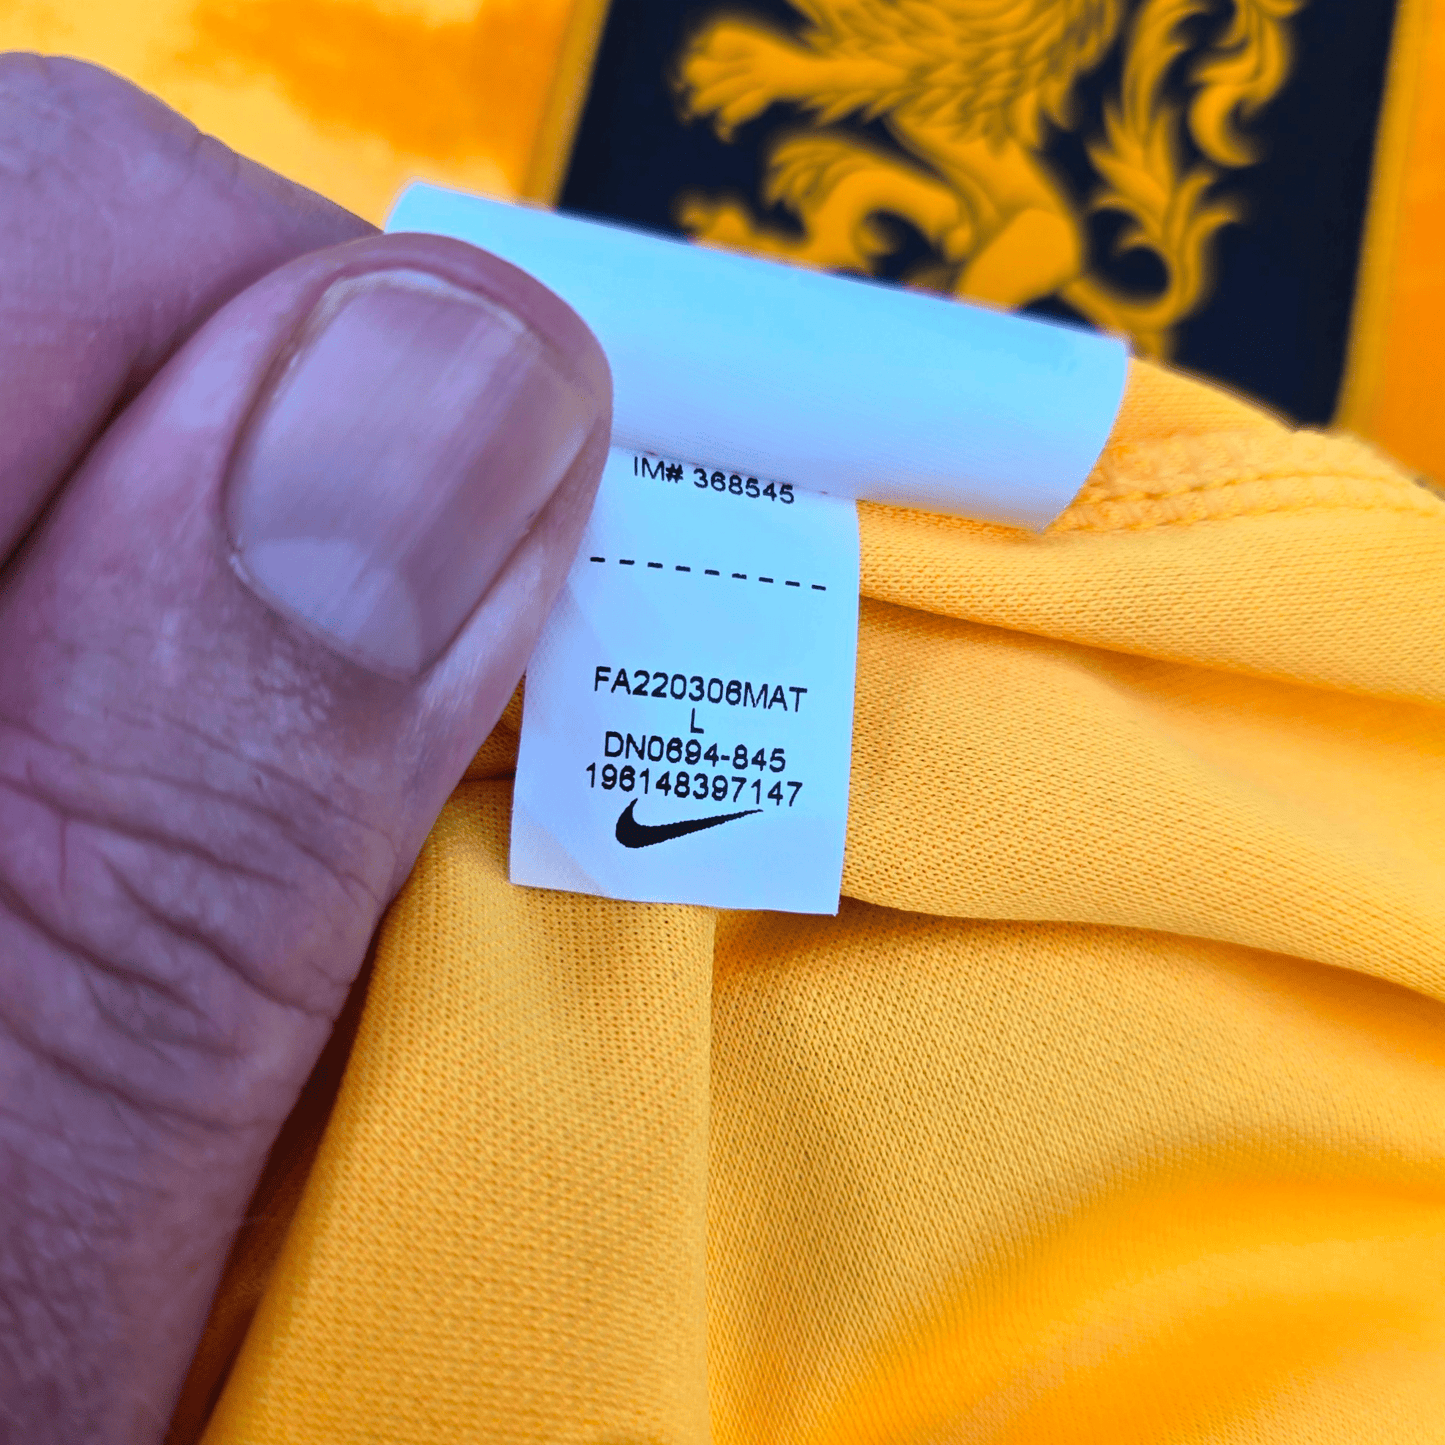 IM# 368545
---------
FA220306MAT
L
DN0694-845
196148397147